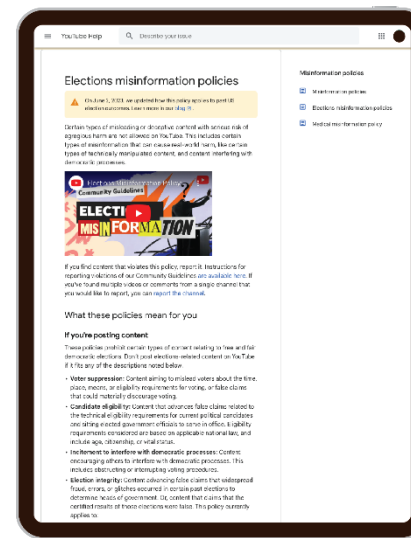 YouTube Help
Describe your issue
Elections misinformation policies
On June 2, 2023, we updated how this policy applies to past US
elections outcomes. Learn more in our blog
Certain types of misleading or deceptive content with serious risk of
egregious harm are not allowed on YouTube. This includes certain
types of misinformation that can cause real-world harm, like certain
types of technically manipulated content, and content interfering with
democratic processes.
Elections Misinformation Policy
Community Guidelines
ELECTI
MISINFORMATION
If you find content that violates this policy, report it. Instructions for
reporting violations of our Community Guidelines are available here. If
you've found multiple videos or comments from a single channel that
you would like to report, you can report the channel.
What these policies mean for you
If you're posting content
These policies prohibit certain types of content relating to free and fair
democratic elections. Don't post elections-related content on YouTube
if it fits any of the descriptions noted below.
• Voter suppression: Content aiming to mislead voters about the time,
place, means, or eligibility requirements for voting, or false claims
that could materially discourage voting.
• Candidate eligibility: Content that advances false claims related to
the technical eligibility requirements for current political candidates
and sitting elected government officials to serve in office. Eligibility
requirements considered are based on applicable national law, and
include age, citizenship, or vital status.
• Incitement to interfere with democratic processes: Content
encouraging others to interfere with democratic processes. This
includes obstructing or interrupting voting procedures.
• Election integrity: Content advancing false claims that widespread
fraud, errors, or glitches occurred in certain past elections to
determine heads of government. Or, content that claims that the
certified results of those elections were false. This policy currently
applies to
Misinformation policies
Misinformation policies
Elections misinformation policies
Medical misinformation policy